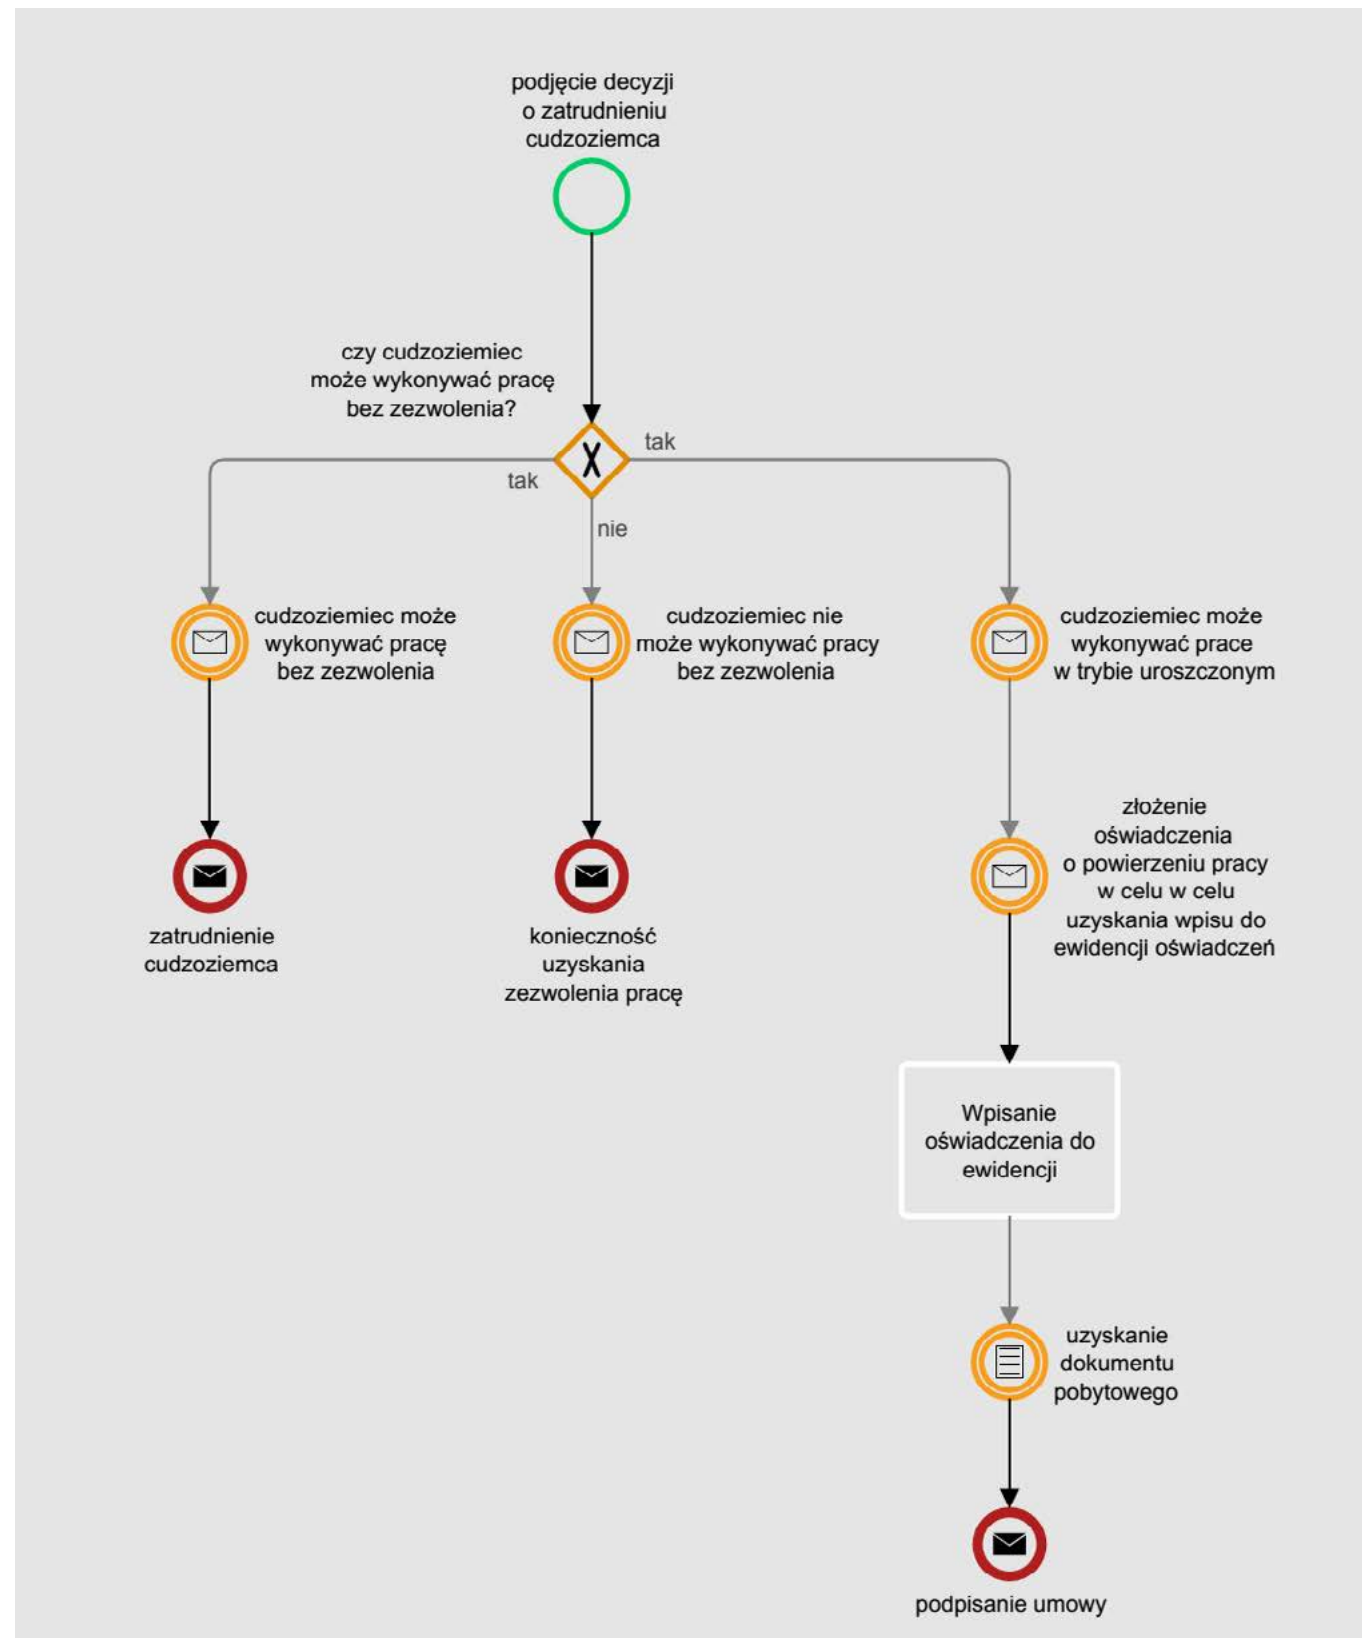 podjęcie decyzji
o zatrudnieniu
cudzoziemca
czy cudzoziemiec
może wykonywać pracę
bez zezwolenia?
tak
tak
nie
cudzoziemiec może
wykonywać pracę
bez zezwolenia
cudzoziemiec nie
może wykonywać pracy
bez zezwolenia
cudzoziemiec może
wykonywać prace
w trybie uroszczonym
zatrudnienie
cudzoziemca
konieczność
uzyskania
zezwolenia pracę
złożenie
oświadczenia
o powierzeniu pracy
w celu w celu
uzyskania wpisu do
ewidencji oświadczeń
Wpisanie
oświadczenia do
ewidencji
uzyskanie
dokumentu
pobytowego
podpisanie umowy